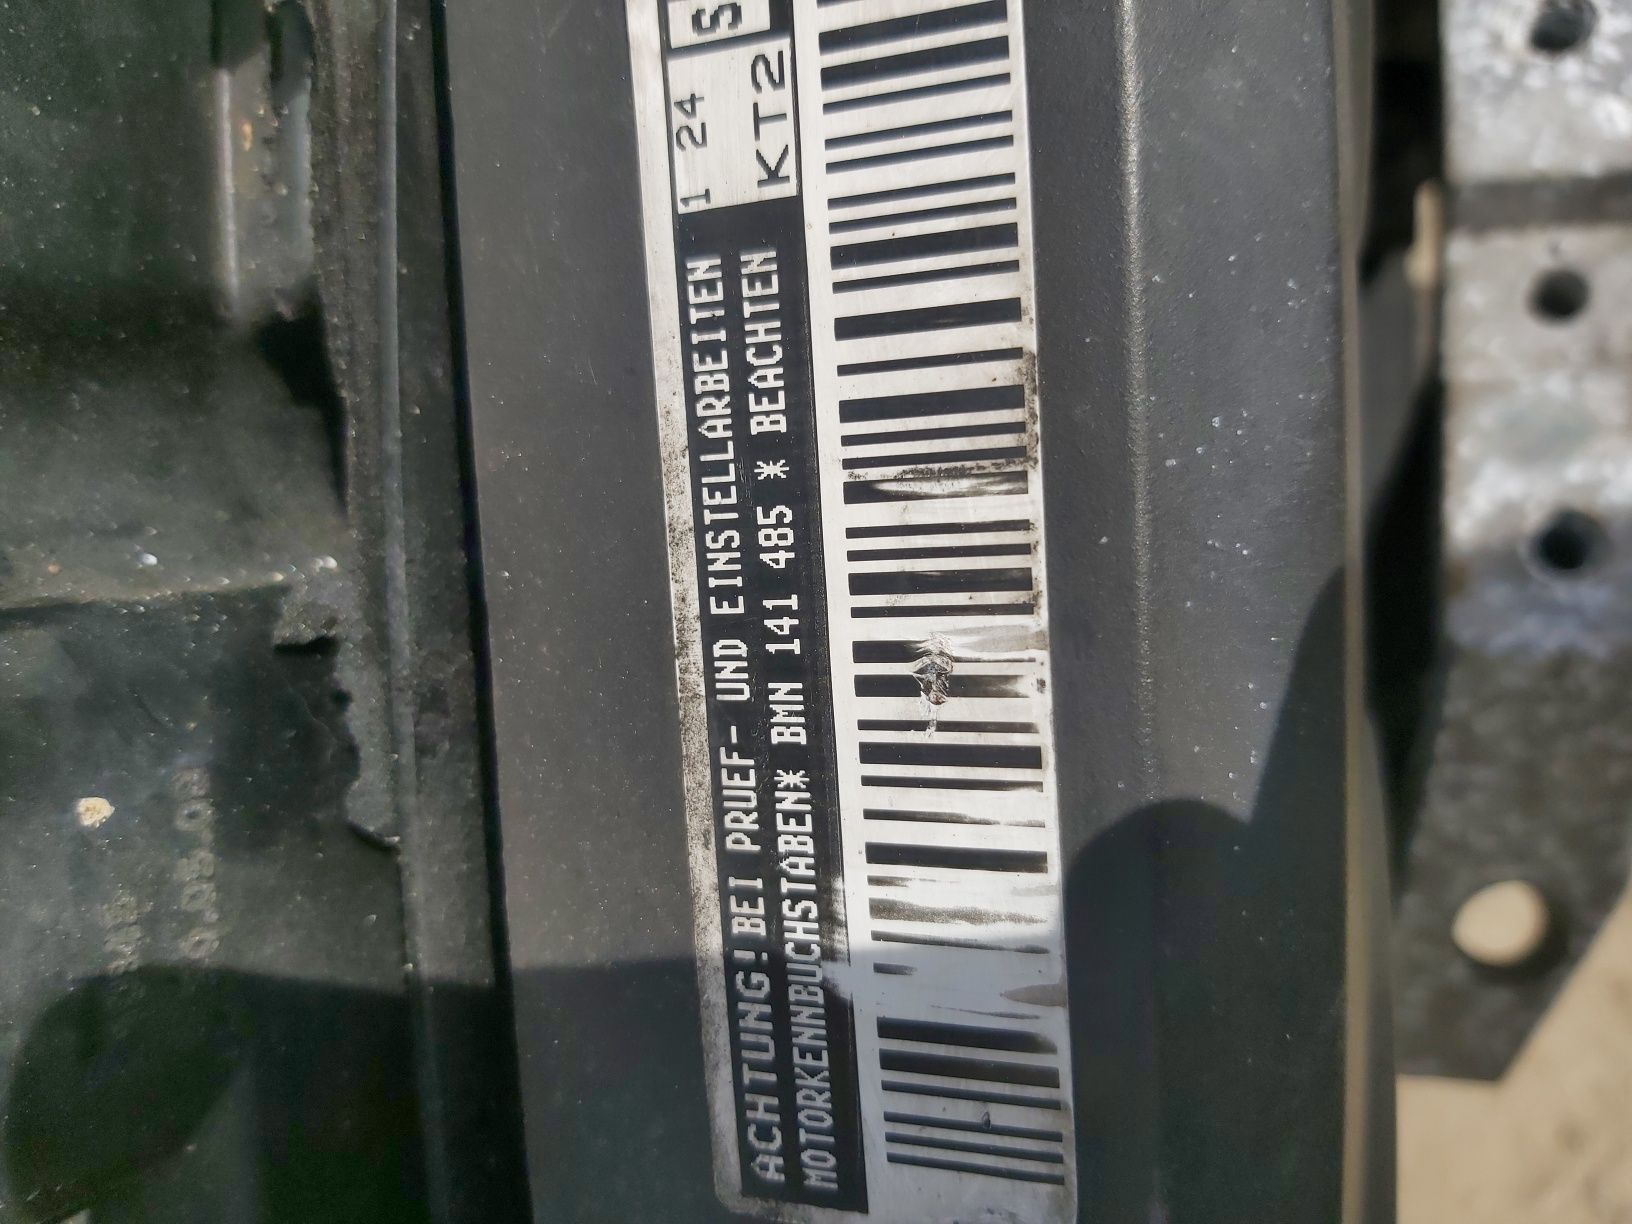 ACHTUNG! BEI PRUEF- UND EINSTELLARBEITEN
MOTORKENNBUCHSTABEN* BMN 141 485 * BEACHTEN
1 24 S
KT2